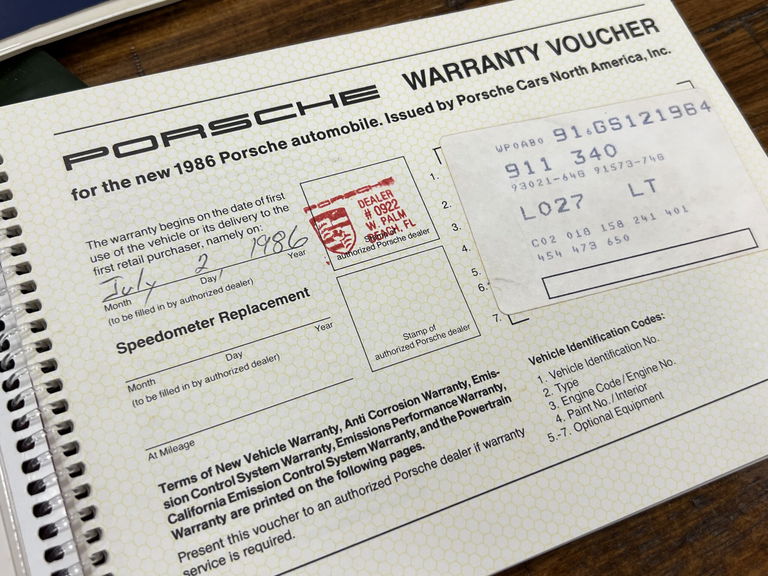 PORSCHE WARRANTY VOUCHER
for the new 1986 Porsche automobile. Issued by Porsche Cars North America, Inc.
The warranty begins on the date of first
use of the vehicle or its delivery to the
first retail purchaser, namely on:
July 2, 1986
Month Day Year
(to be filled in by authorized dealer)
PORSCHE
DEALER
# 0922
W. PALM
BEACH, FL
authorized Porsche dealer
Speedometer Replacement
Month Day Year
(to be filled in by authorized dealer)
At Mileage
Stamp of
authorized Porsche dealer
1.
2.
3.
4.
5.
6.
7.
WP0AB0 91 GS121964
911 340
93021-64G 91573-74G
L027 LT
C02 018 158 241 401
454 473 650
Vehicle Identification Codes:
1. Vehicle Identification No.
2. Type
3. Engine Code/Engine No.
4. Paint No./Interior
5.-7. Optional Equipment
Terms of New Vehicle Warranty, Anti Corrosion Warranty, Emis-
sion Control System Warranty, Emissions Performance Warranty,
California Emission Control System Warranty, and the Powertrain
Warranty are printed on the following pages.
Present this voucher to an authorized Porsche dealer if warranty
service is required.